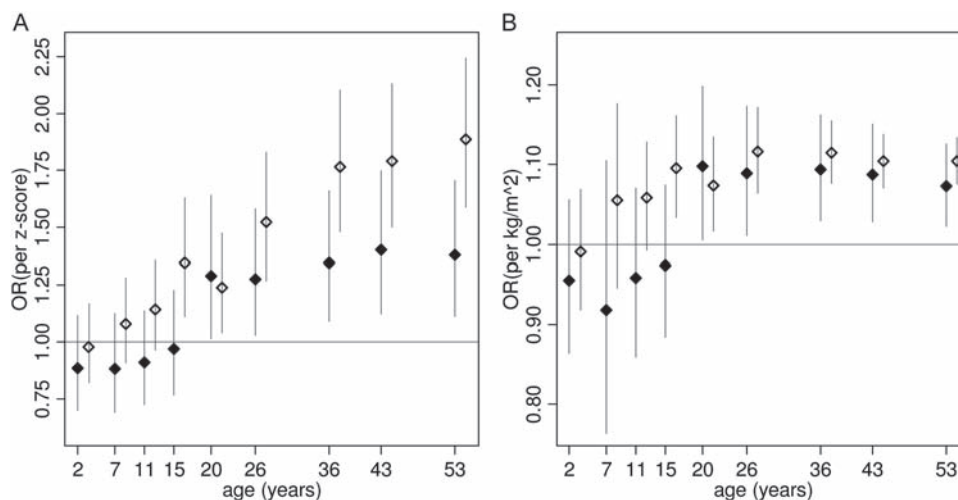 A
OR(per z-score)
2.25
2.00
1.75
1.50
1.25
1.00
0.75
2 7 11 15 20 26 36 43 53
age (years)
B
OR(per kg/m^2)
1.20
1.10
1.00
0.90
0.80
2 7 11 15 20 26 36 43 53
age (years)